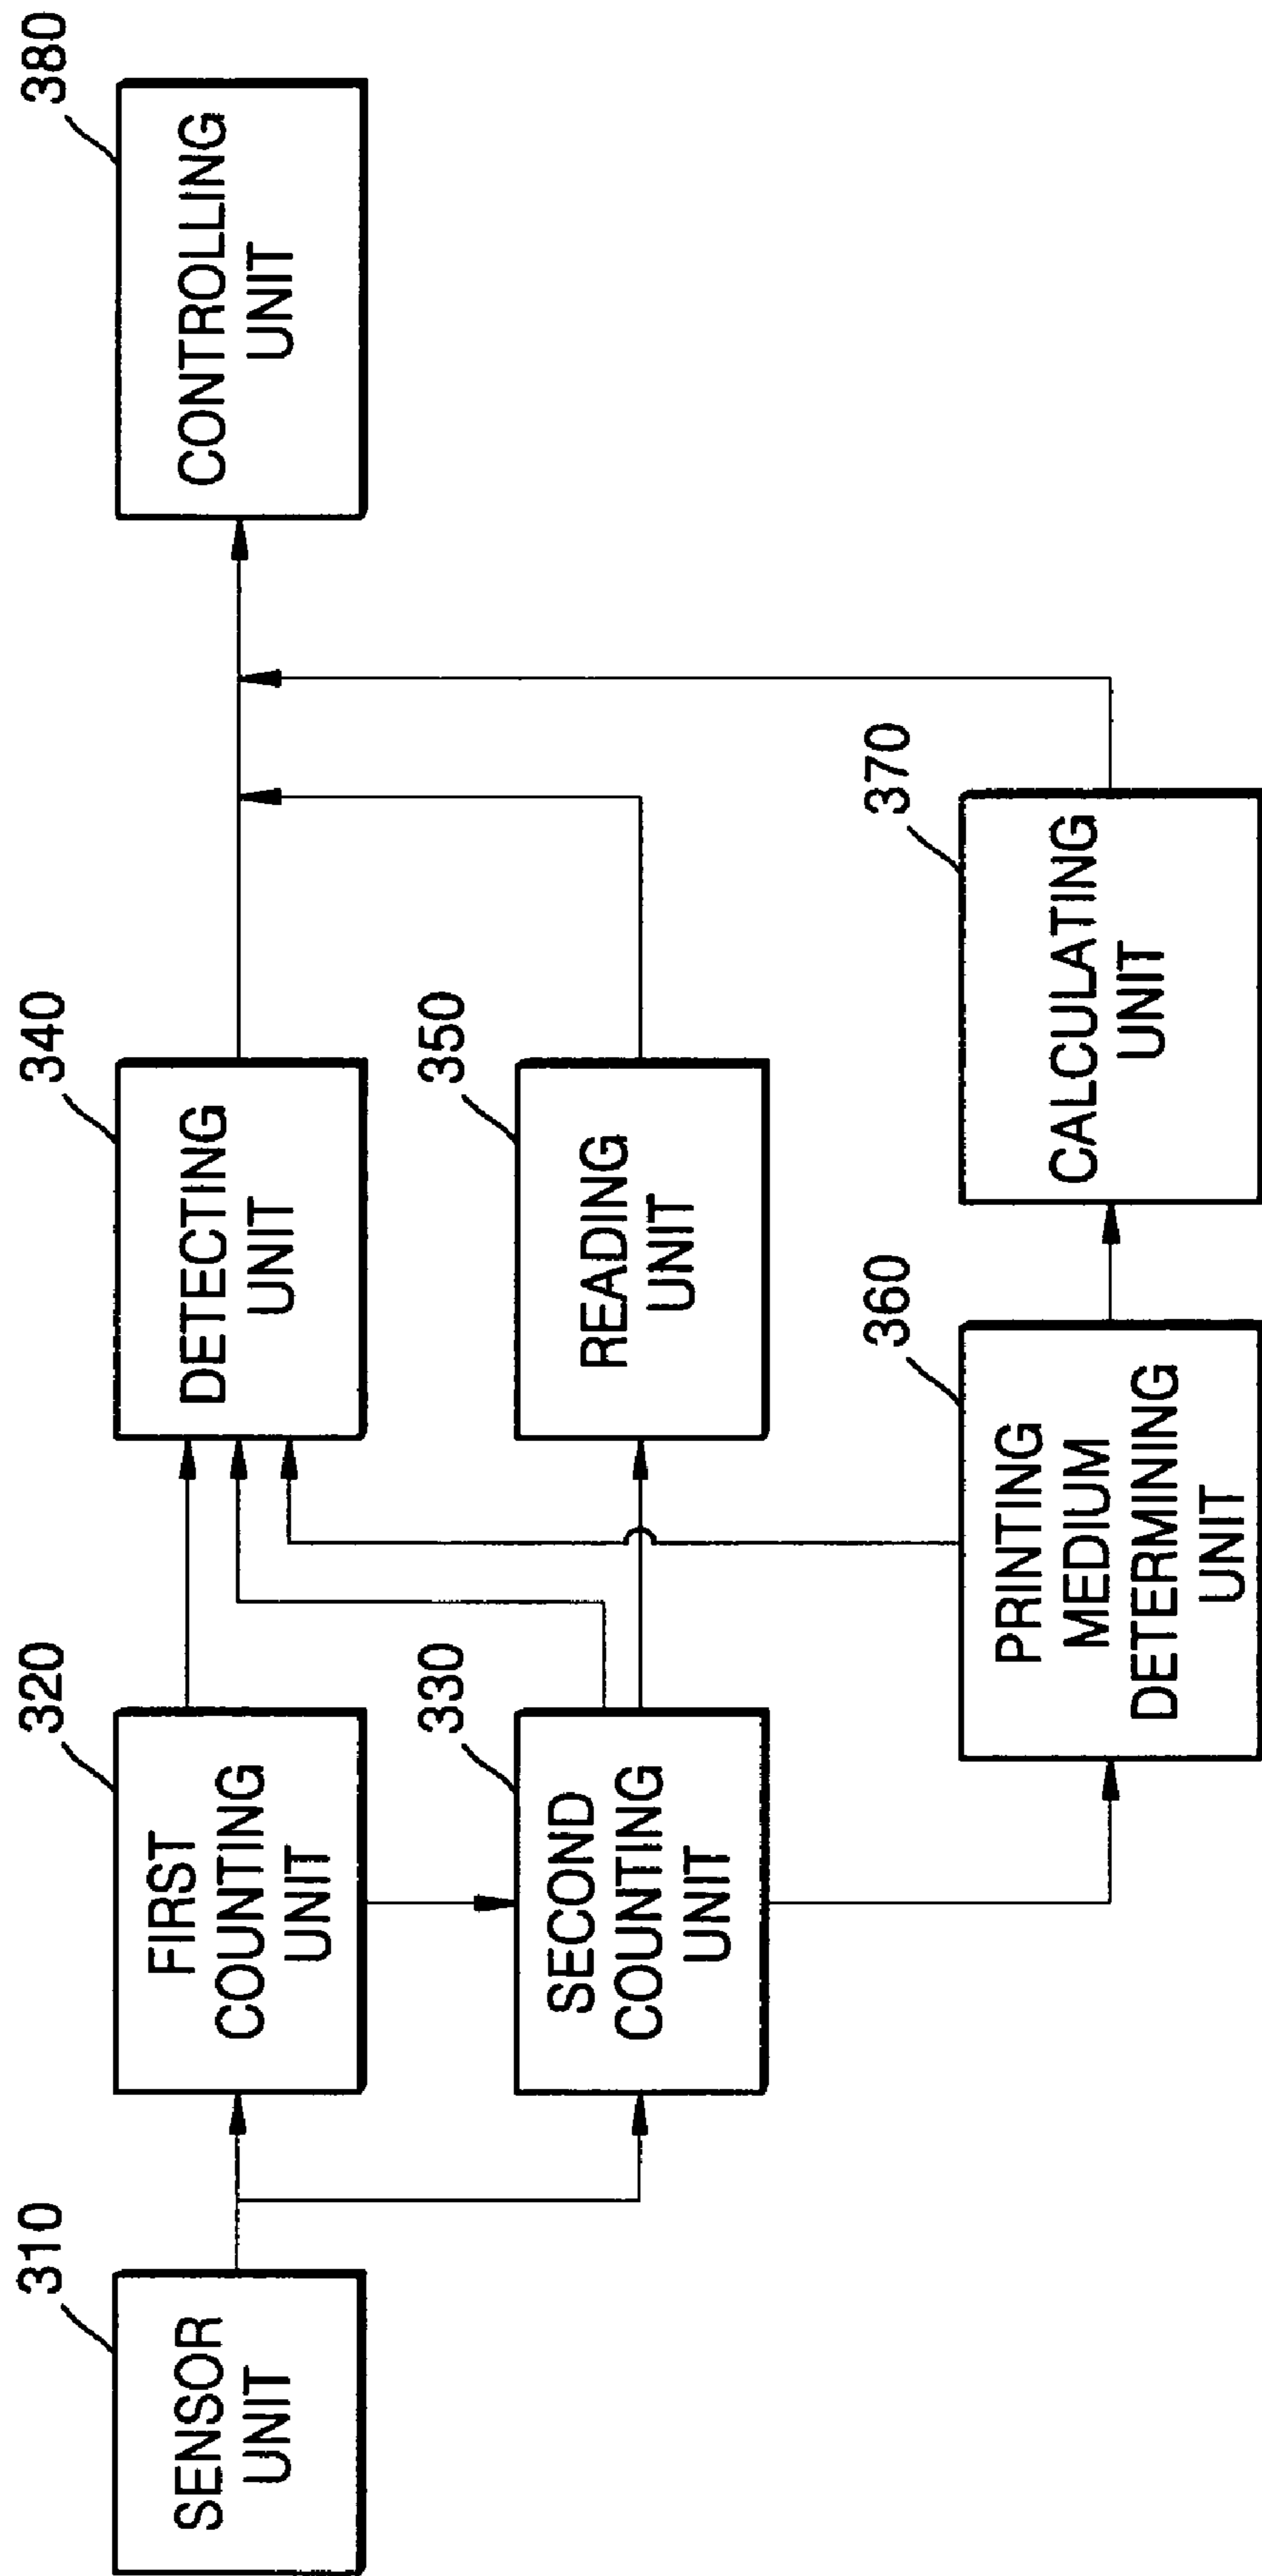 310
SENSOR
UNIT
320
FIRST
COUNTING
UNIT
330
SECOND
COUNTING
UNIT
340
DETECTING
UNIT
350
READING
UNIT
360
PRINTING
MEDIUM
DETERMINING
UNIT
370
CALCULATING
UNIT
380
CONTROLLING
UNIT